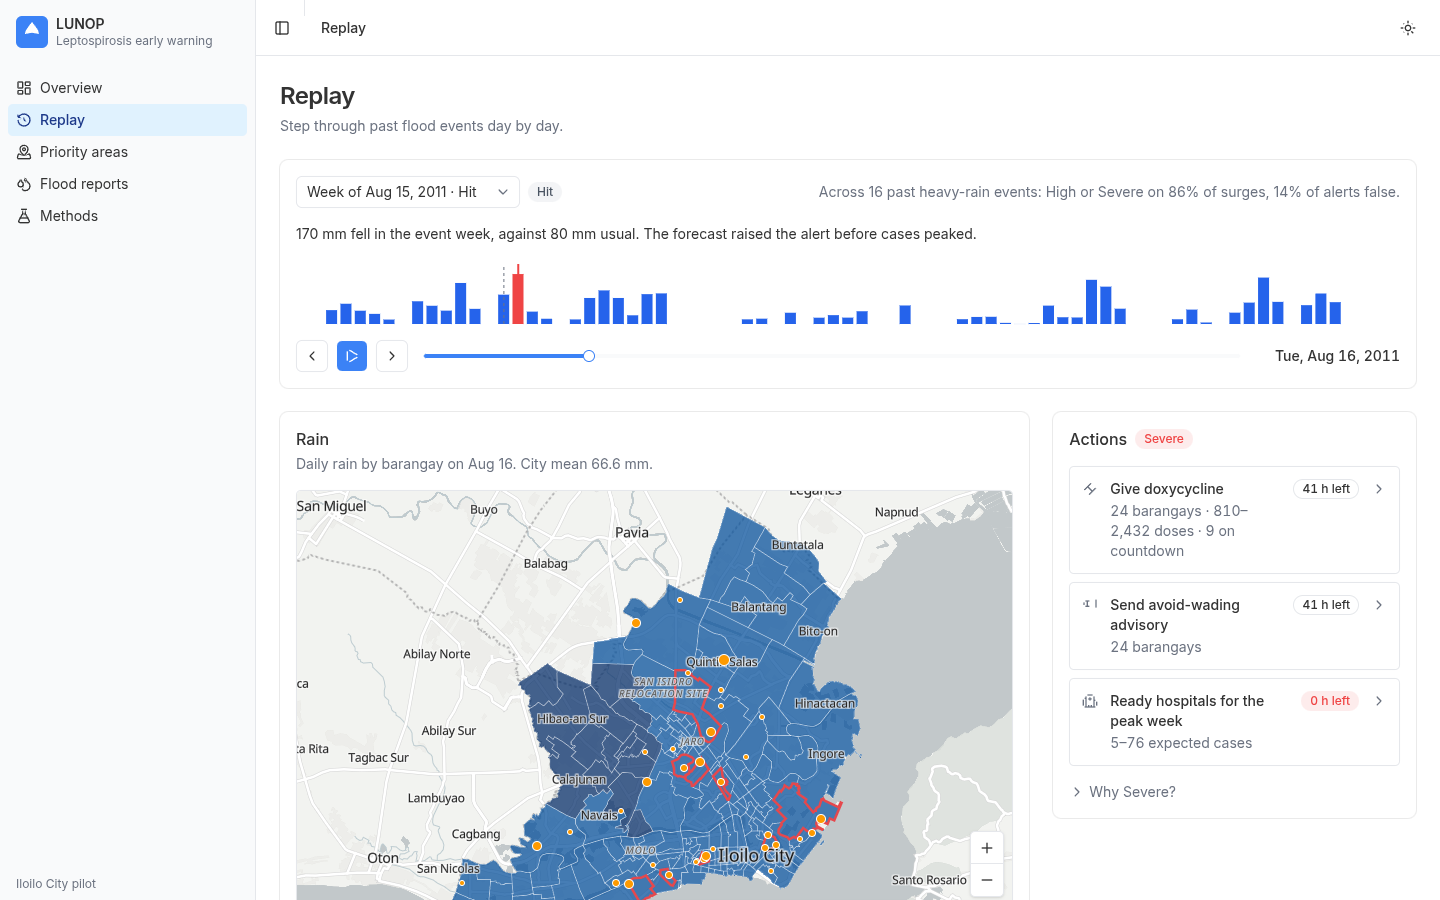 LUNOP
Leptospirosis early warning
Overview
Replay
Priority areas
Flood reports
Methods
Iloilo City pilot
Replay
Replay
Step through past flood events day by day.
Week of Aug 15, 2011 · Hit
Hit
Across 16 past heavy-rain events: High or Severe on 86% of surges, 14% of alerts false.
170 mm fell in the event week, against 80 mm usual. The forecast raised the alert before cases peaked.
Tue, Aug 16, 2011
Rain
Daily rain by barangay on Aug 16. City mean 66.6 mm.
San Miguel
Buyo
Leganes
Napnud
Pavia
Buntatala
Balabag
Balantang
Bito-on
Abilay Norte
Quintin Salas
SAN ISIDRO
RELOCATION SITE
ca
Hinactacan
Hibao-an Sur
Abilay Sur
JARO
ta Rita
Tagbac Sur
Ingore
Calajunan
Lambuyao
Navais
Cagbang
MOLO
Iloilo City
Oton
San Nicolas
Santo Rosario
Actions
Severe
Give doxycycline
41 h left
24 barangays · 810–
2,432 doses · 9 on
countdown
Send avoid-wading
advisory
41 h left
24 barangays
Ready hospitals for the
peak week
0 h left
5–76 expected cases
Why Severe?